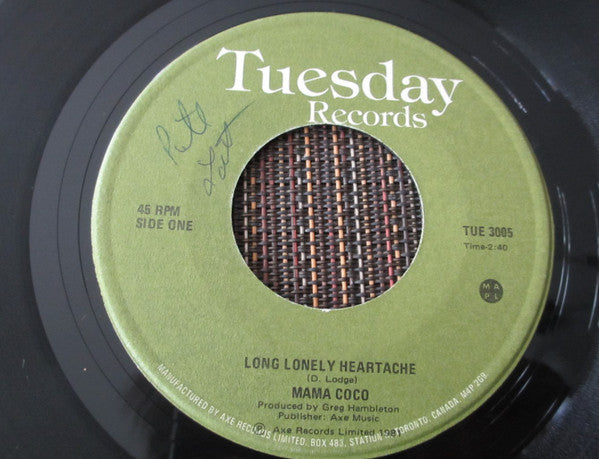 Tuesday
Records
45 RPM
SIDE ONE
TUE 3005
Time-2:40
M A
P L
LONG LONELY HEARTACHE
(D. Lodge)
MAMA COCO
Produced by Greg Hambleton
Publisher: Axe Music
Axe Records Limited
MANUFACTURED BY AXE RECORDS LIMITED. BOX 483, STATION TORONTO, CANADA. M4P 2G9.